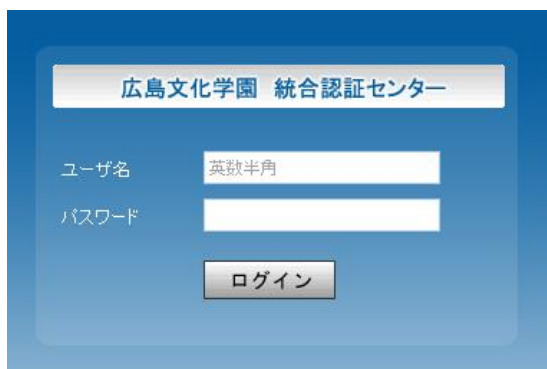 広島文化学園 統合認証センター
ユーザ名 英数半角
パスワード
ログイン